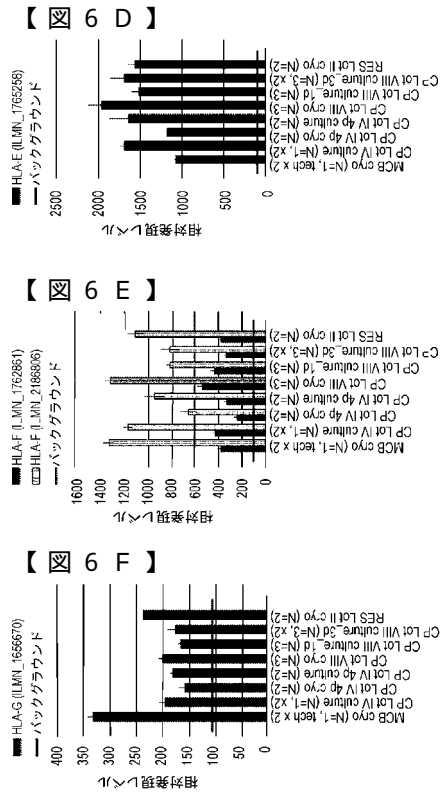 【図６Ｄ】
HLA-E (ILMN_1765258)
バックグラウンド
相対発現レベル
2500
2000
1500
1000
500
0
MCB cryo (N=1, tech x 2)
CP Lot IV culture (N=1, x2)
CP Lot IV 4p cryo (N=2)
CP Lot IV 4p culture (N=2)
CP Lot VIII cryo (N=3)
CP Lot VIII culture_1d (N=3)
CP Lot VIII culture_3d (N=3, x2)
RES Lot II cryo (N=2)
【図６Ｅ】
HLA-F (ILMN_1762861)
HLA-F (ILMN_2186806)
バックグラウンド
相対発現レベル
1600
1400
1200
1000
800
600
400
200
0
MCB cryo (N=1, tech x 2)
CP Lot IV culture (N=1, x2)
CP Lot IV 4p cryo (N=2)
CP Lot IV 4p culture (N=2)
CP Lot VIII cryo (N=3)
CP Lot VIII culture_1d (N=3)
CP Lot VIII culture_3d (N=3, x2)
RES Lot II cryo (N=2)
【図６Ｆ】
HLA-G (ILMN_1656670)
バックグラウンド
相対発現レベル
400
350
300
250
200
150
100
50
0
MCB cryo (N=1, tech x 2)
CP Lot IV culture (N=1, x2)
CP Lot IV 4p cryo (N=2)
CP Lot IV 4p culture (N=2)
CP Lot VIII cryo (N=3)
CP Lot VIII culture_1d (N=3)
CP Lot VIII culture_3d (N=3, x2)
RES Lot II cryo (N=2)